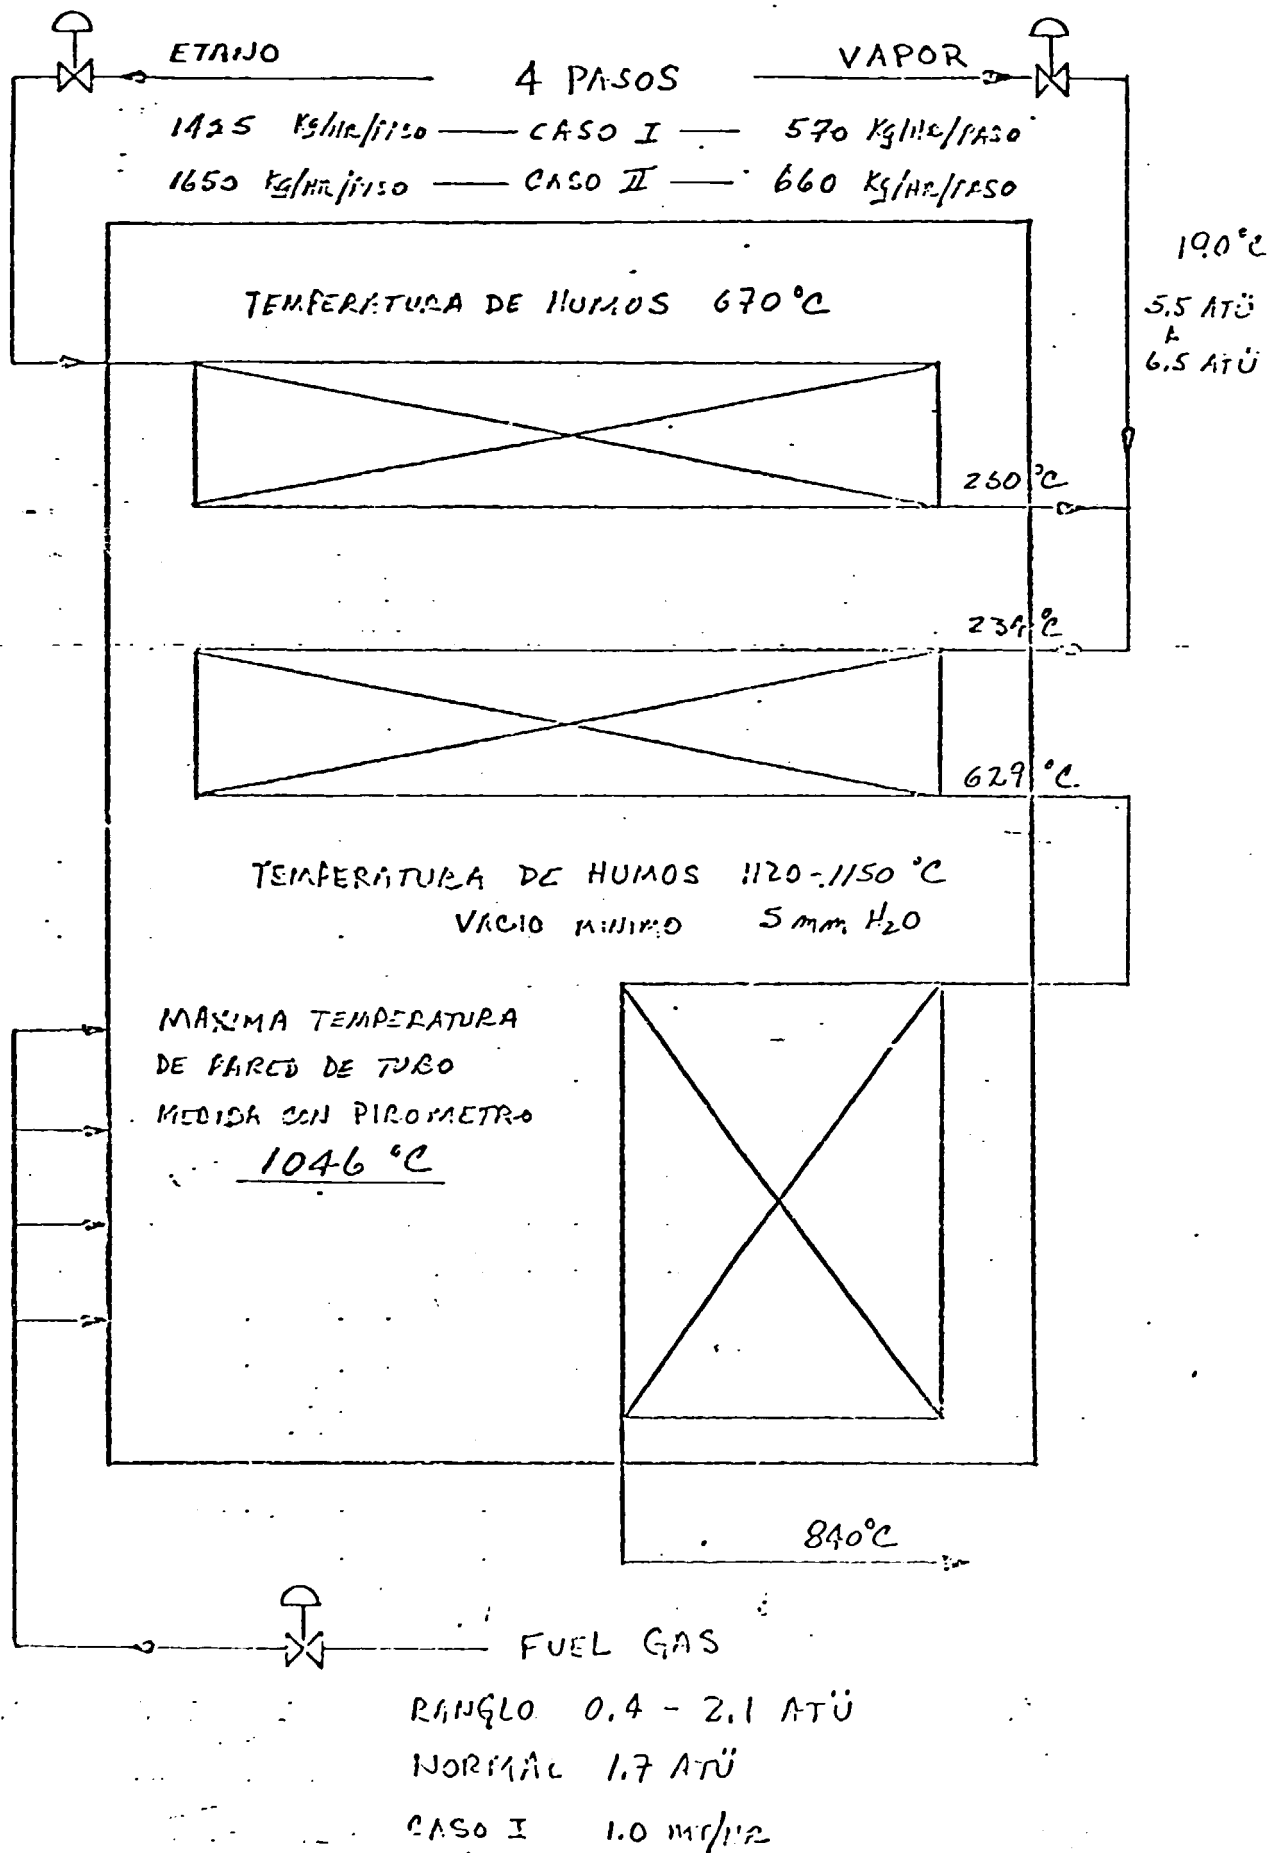 ETANO
VAPOR
4 PASOS
1425 Kg/HR/PASO — CASO I — 570 Kg/HR/PASO
1650 Kg/HR/PASO — CASO II — 660 Kg/HR/PASO
190°C
5.5 ATÜ
A
6.5 ATÜ
TEMPERATURA DE HUMOS 670°C
°C
234°C
629°C
TEMPERATURA DE HUMOS 1120-1150°C
VACIO MINIMO 5 mm H₂O
MAXIMA TEMPERATURA
DE PARED DE TUBO
MEDIDA CON PIROMETRO
1046 °C
840°C
FUEL GAS
RANGLO 0.4 - 2.1 ATÜ
NORMAL 1.7 ATÜ
CASO I 1.0 MT/HR